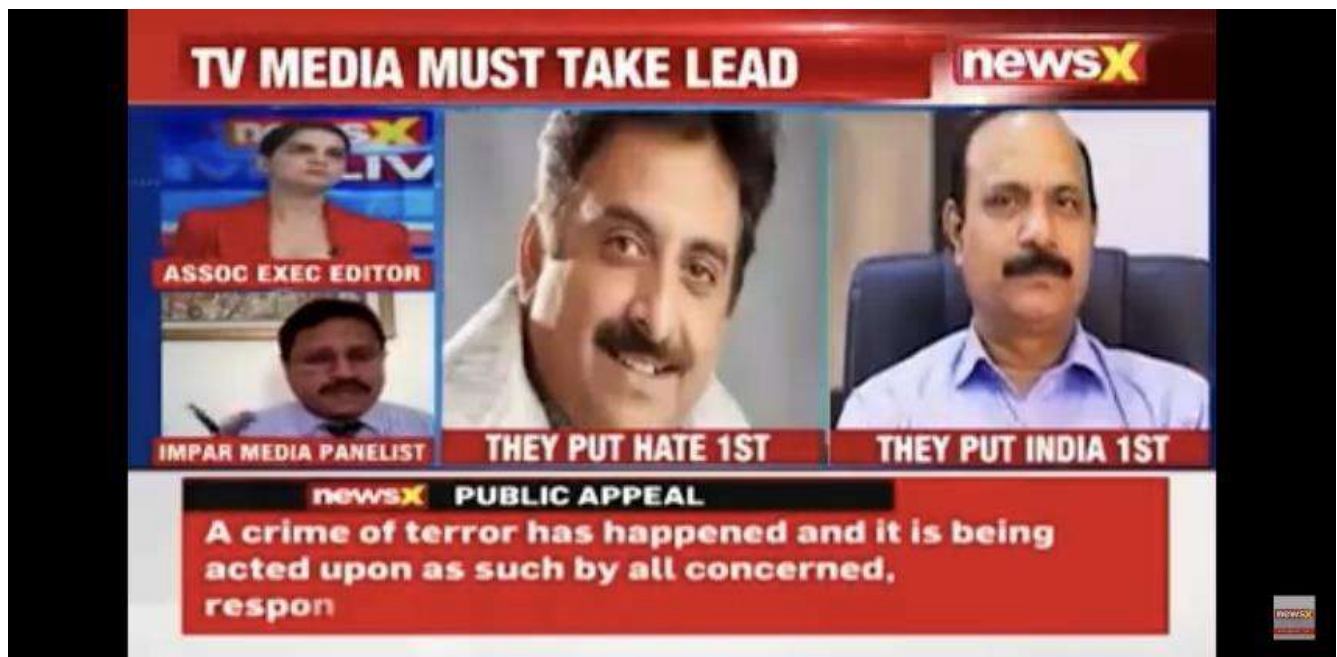 TV MEDIA MUST TAKE LEAD
newsX
newsX
LIV
ASSOC EXEC EDITOR
IMPAR MEDIA PANELIST
THEY PUT HATE 1ST
THEY PUT INDIA 1ST
newsX PUBLIC APPEAL
A crime of terror has happened and it is being
acted upon as such by all concerned,
respon
newsX